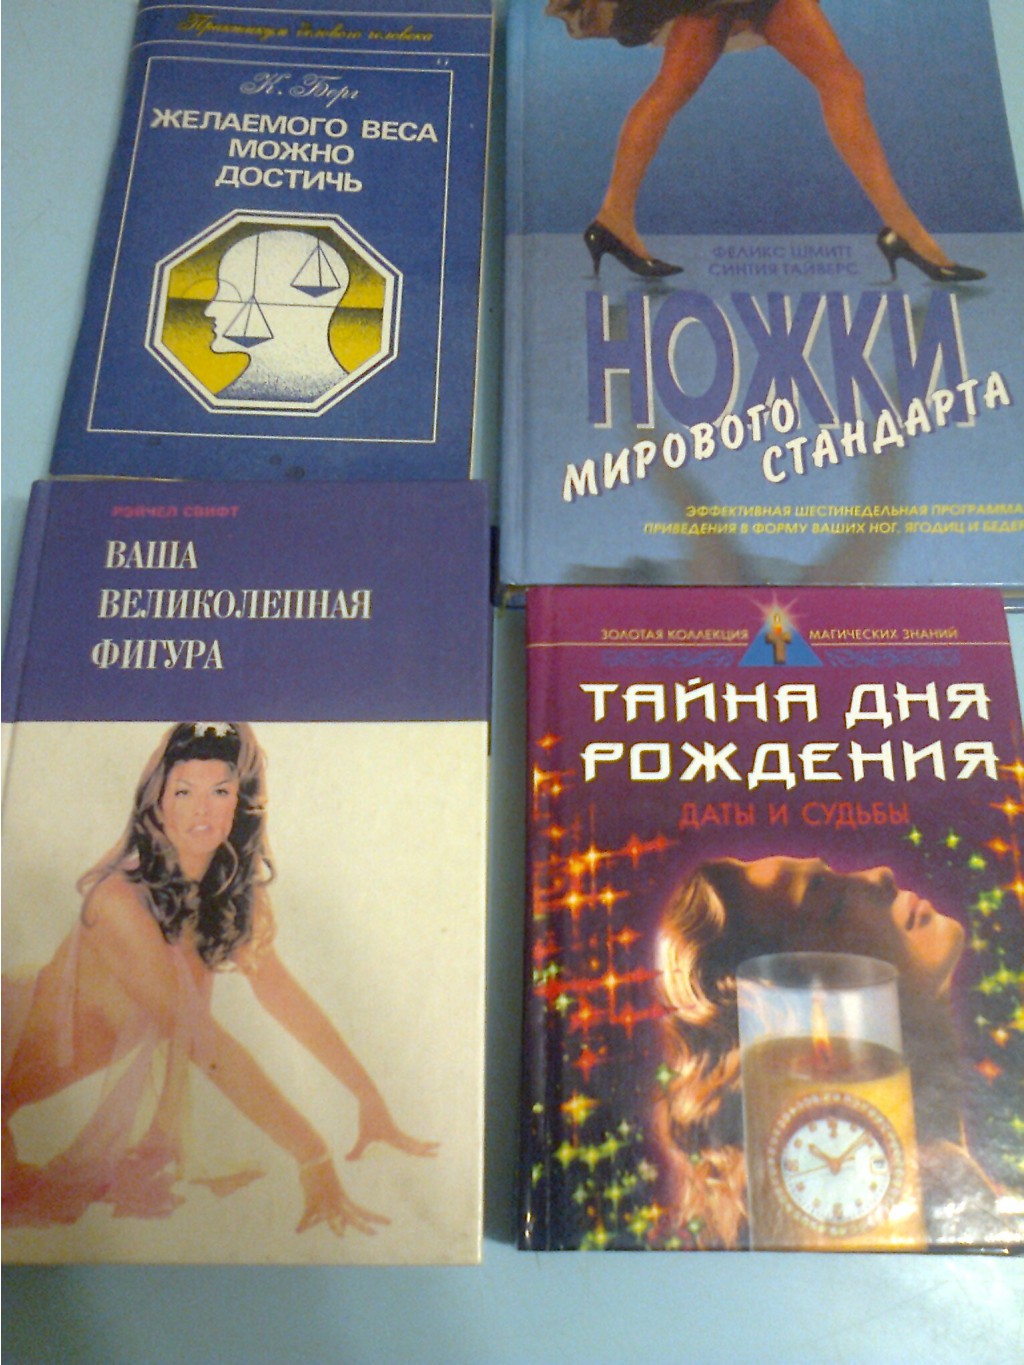 Практикум делового человека
К. Берг
ЖЕЛАЕМОГО ВЕСА
МОЖНО
ДОСТИЧЬ
ФЕЛИКС ШМИТТ
СИНТИЯ ТАЙВЕРС
НОЖКИ
МИРОВОГО
СТАНДАРТА
ЭФФЕКТИВНАЯ ШЕСТИНЕДЕЛЬНАЯ ПРОГРАММА
ПРИВЕДЕНИЯ В ФОРМУ ВАШИХ НОГ, ЯГОДИЦ И БЕДЕР
РЭЙЧЕЛ СВИФТ
ВАША
ВЕЛИКОЛЕПНАЯ
ФИГУРА
ЗОЛОТАЯ КОЛЛЕКЦИЯ МАГИЧЕСКИХ ЗНАНИЙ
ТАЙНА ДНЯ
РОЖДЕНИЯ
ДАТЫ И СУДЬБЫ